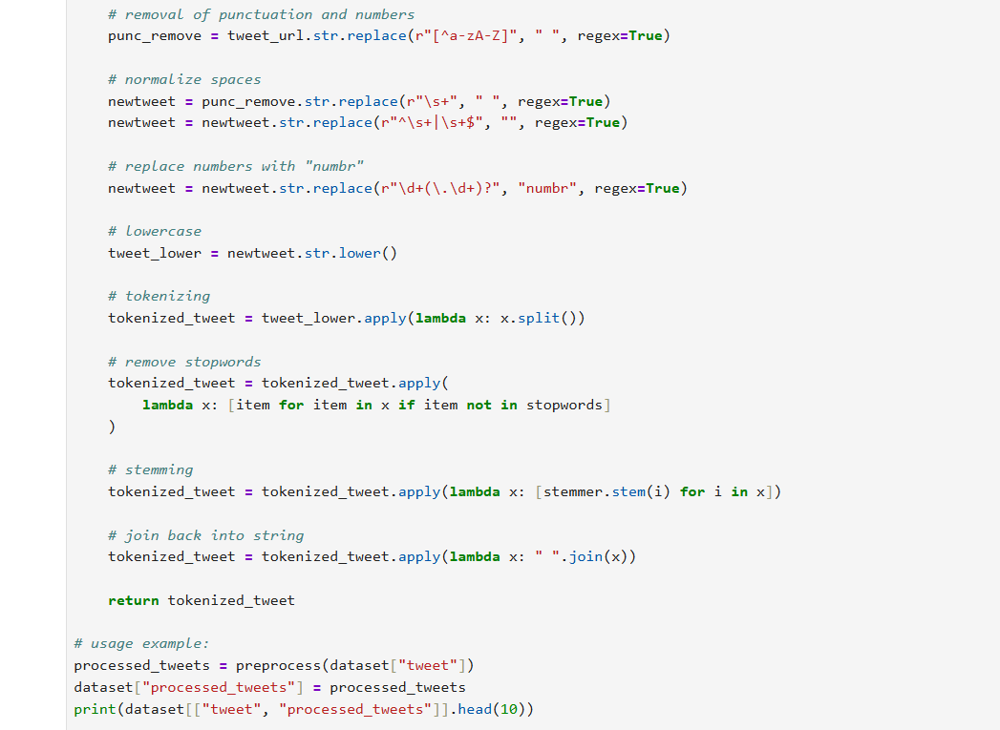 # removal of punctuation and numbers
punc_remove = tweet_url.str.replace(r"[^a-zA-Z]", " ", regex=True)
# normalize spaces
newtweet = punc_remove.str.replace(r"\s+", " ", regex=True)
newtweet = newtweet.str.replace(r"^\s+|\s+$", "", regex=True)
# replace numbers with "numbr"
newtweet = newtweet.str.replace(r"\d+(\.\d+)?", "numbr", regex=True)
# lowercase
tweet_lower = newtweet.str.lower()
# tokenizing
tokenized_tweet = tweet_lower.apply(lambda x: x.split())
# remove stopwords
tokenized_tweet = tokenized_tweet.apply(
lambda x: [item for item in x if item not in stopwords]
)
# stemming
tokenized_tweet = tokenized_tweet.apply(lambda x: [stemmer.stem(i) for i in x])
# join back into string
tokenized_tweet = tokenized_tweet.apply(lambda x: " ".join(x))
return tokenized_tweet
# usage example:
processed_tweets = preprocess(dataset["tweet"])
dataset["processed_tweets"] = processed_tweets
print(dataset[["tweet", "processed_tweets"]].head(10))